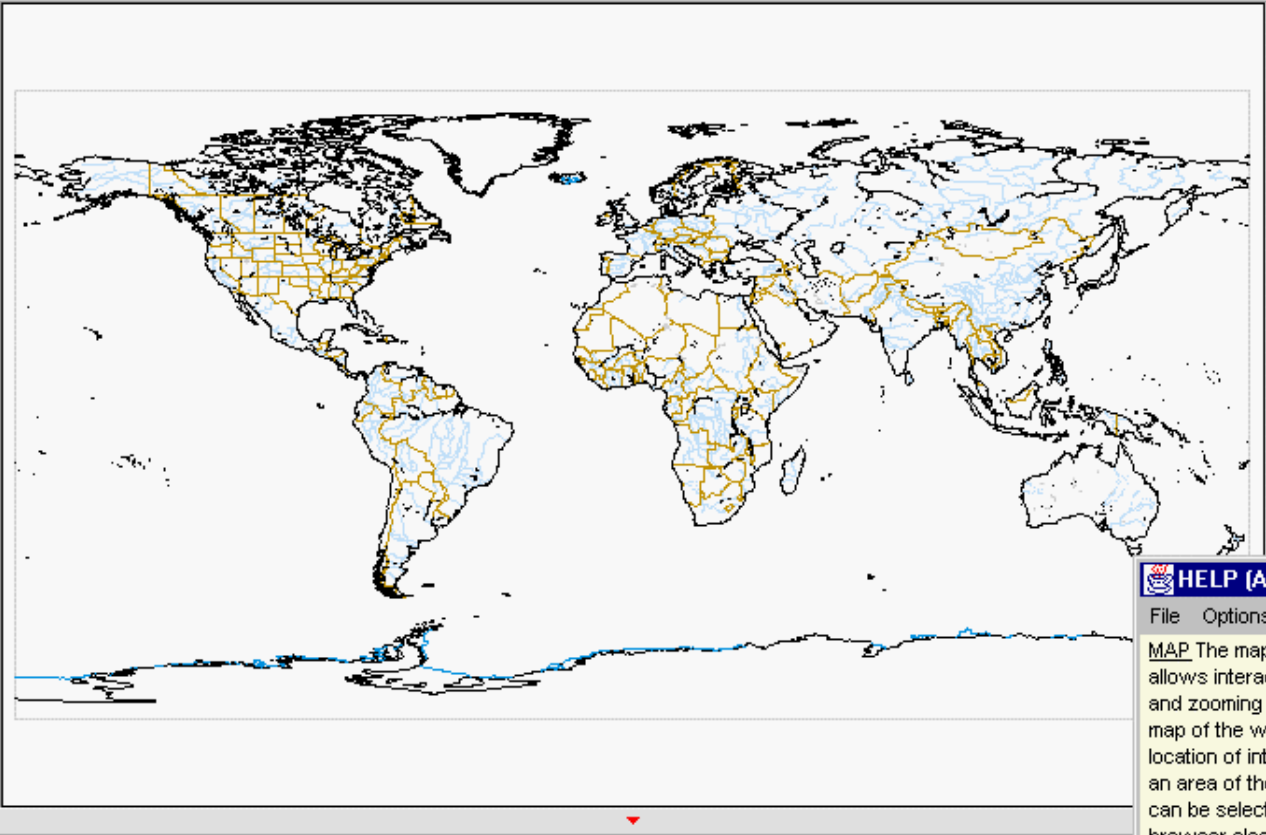 HELP (A
File Options
MAP The map
allows intera
and zooming
map of the w
location of int
an area of the
can be select